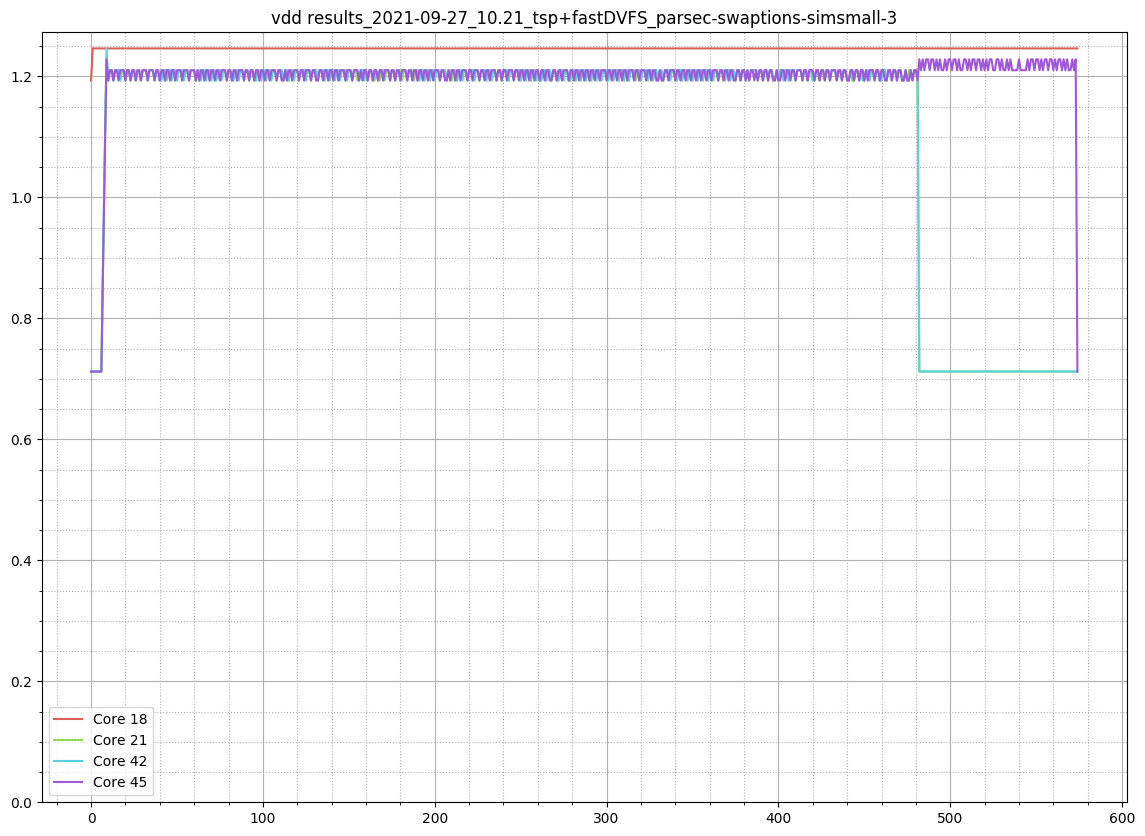 vdd results_2021-09-27_10.21_tsp+fastDVFS_parsec-swaptions-simsmall-3
1.2
1.0
0.8
0.6
0.4
0.2
0.0
Core 18
Core 21
Core 42
Core 45
0 100 200 300 400 500 600